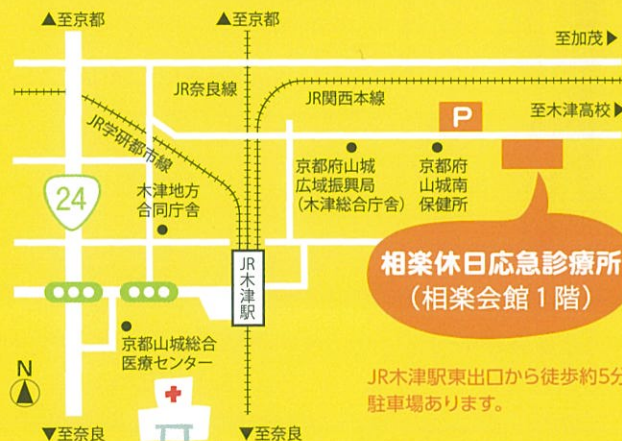 ▲至京都
▲至京都
至加茂▶
JR奈良線
JR関西本線
P
至木津高校▶
JR学研都市線
24
木津地方
合同庁舎
京都府山城
広域振興局
(木津総合庁舎)
京都府
山城南
保健所
JR木津駅
相楽休日応急診療所
(相楽会館1階)
京都山城総合
医療センター
N
JR木津駅東出口から徒歩約5分
駐車場あります。
▼至奈良
▼至奈良